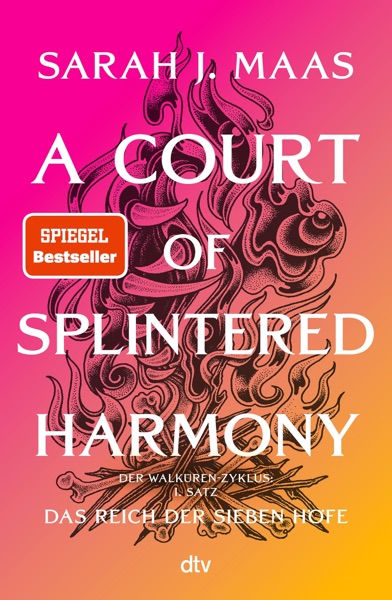 SARAH J. MAAS
A COURT
OF
SPLINTERED
HARMONY
SPIEGEL
Bestseller
DER WALKÜREN-ZYKLUS:
1. SATZ
DAS REICH DER SIEBEN HÖFE
dtv